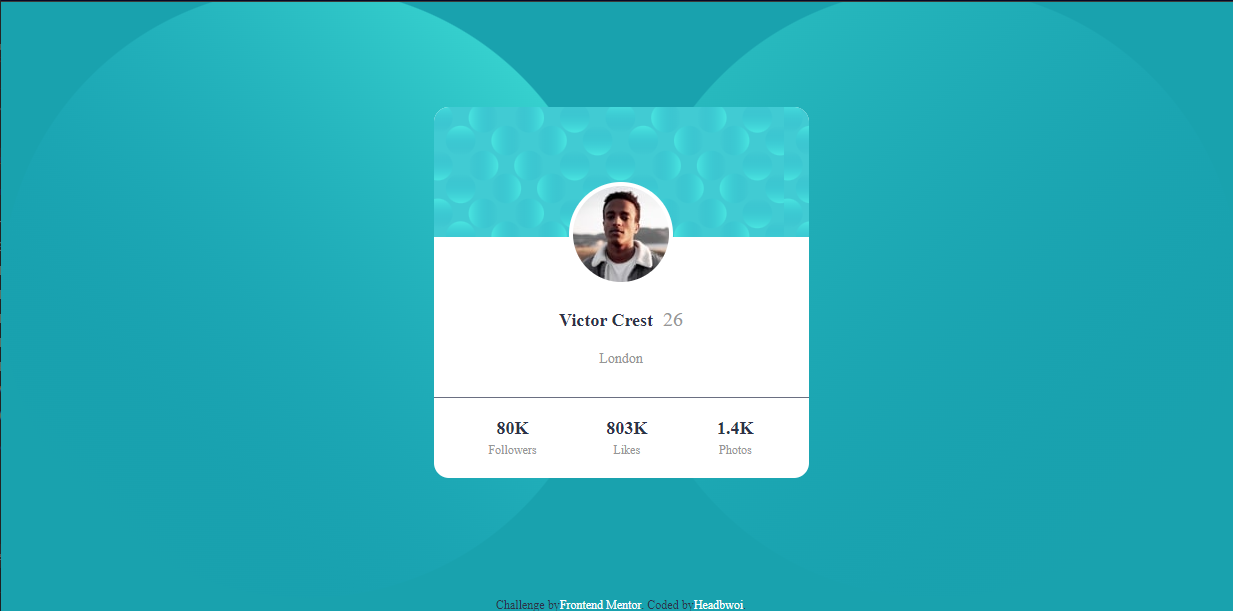 Victor Crest 26
London
80K 803K 1.4K
Followers Likes Photos
Challenge by Frontend Mentor. Coded by Headbwoi.